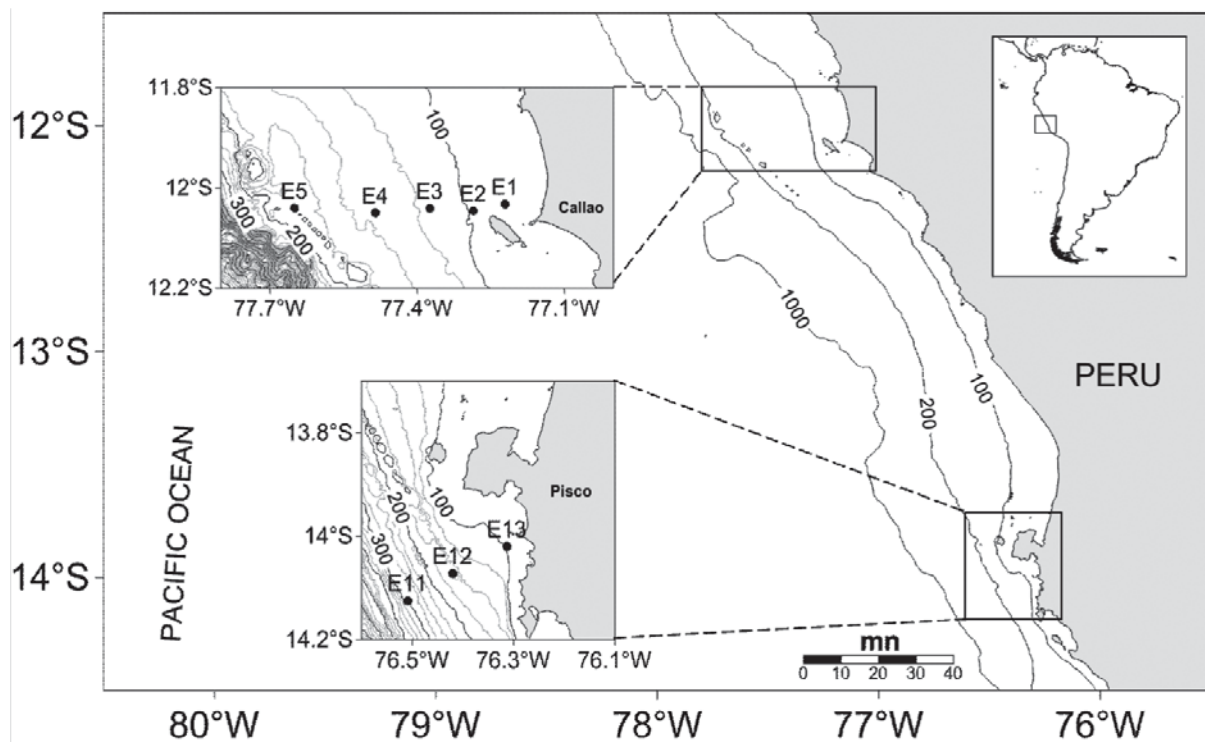 12°S
13°S
14°S
80°W
79°W
78°W
77°W
76°W
PACIFIC OCEAN
PERU
1000
200
100
mn
0 10 20 30 40
11.8°S
12°S
12.2°S
77.7°W
77.4°W
77.1°W
100
200
300
E5
E4
E3
E2
E1
Callao
13.8°S
14°S
14.2°S
76.5°W
76.3°W
76.1°W
100
200
300
E13
E12
E11
Pisco